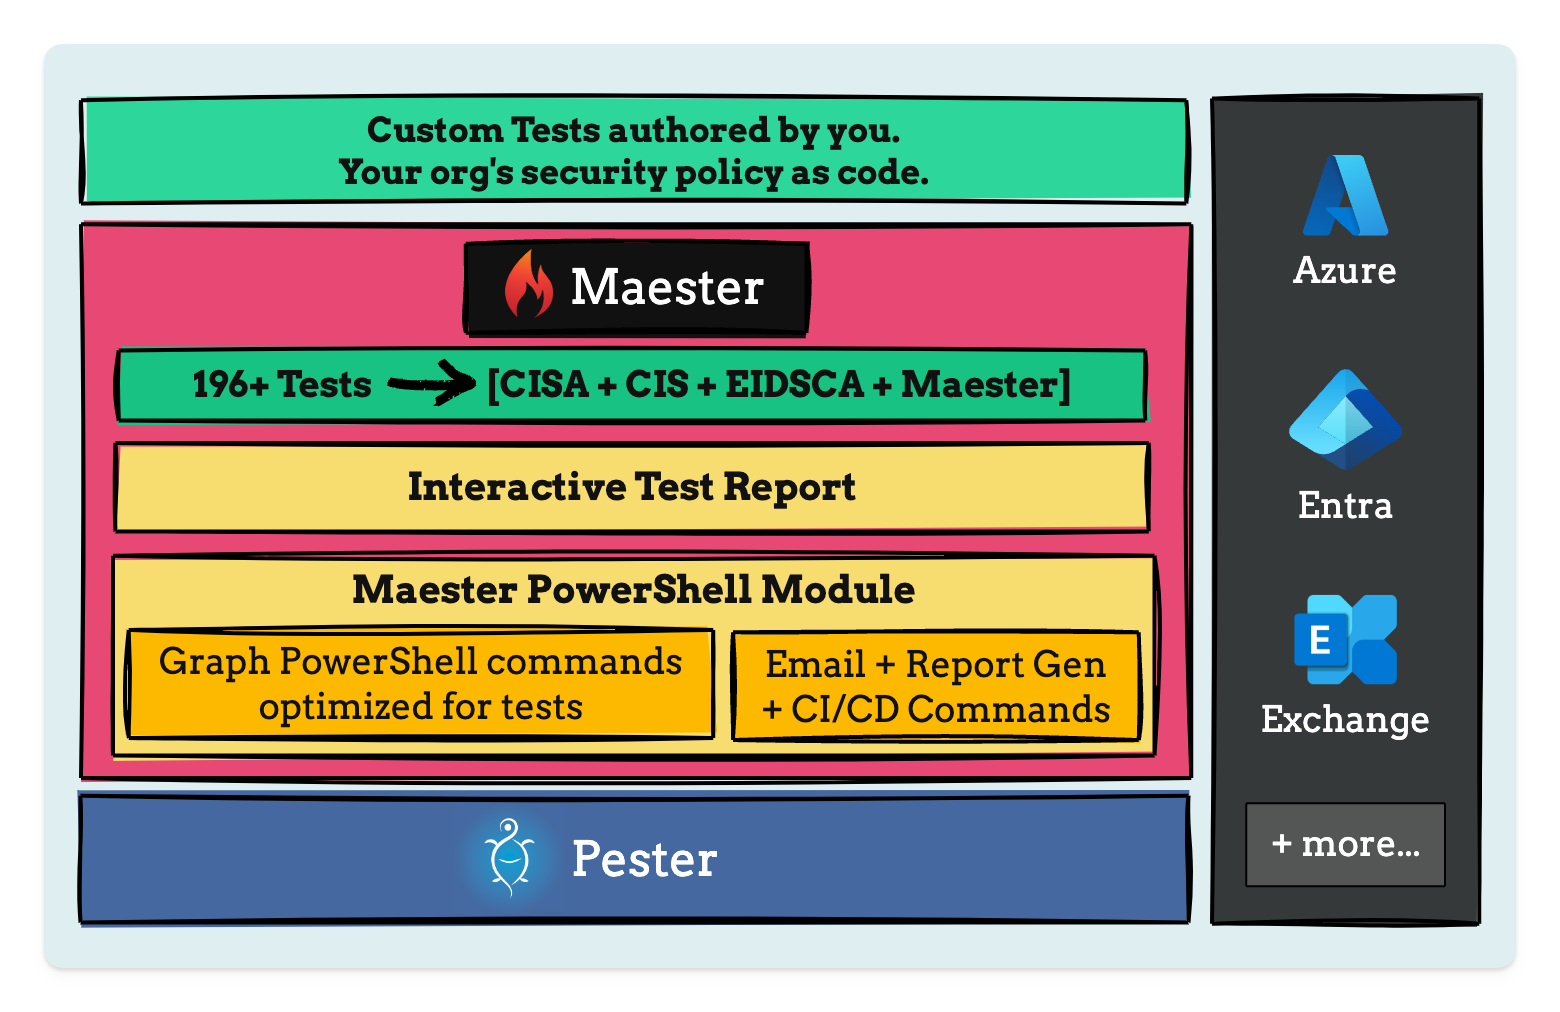 Custom Tests authored by you.
Your org's security policy as code.
Maester
196+ Tests
[CISA + CIS + EIDSCA + Maester]
Interactive Test Report
Maester PowerShell Module
Graph PowerShell commands
optimized for tests
Email + Report Gen
+ CI/CD Commands
Pester
Azure
Entra
E
Exchange
+ more...